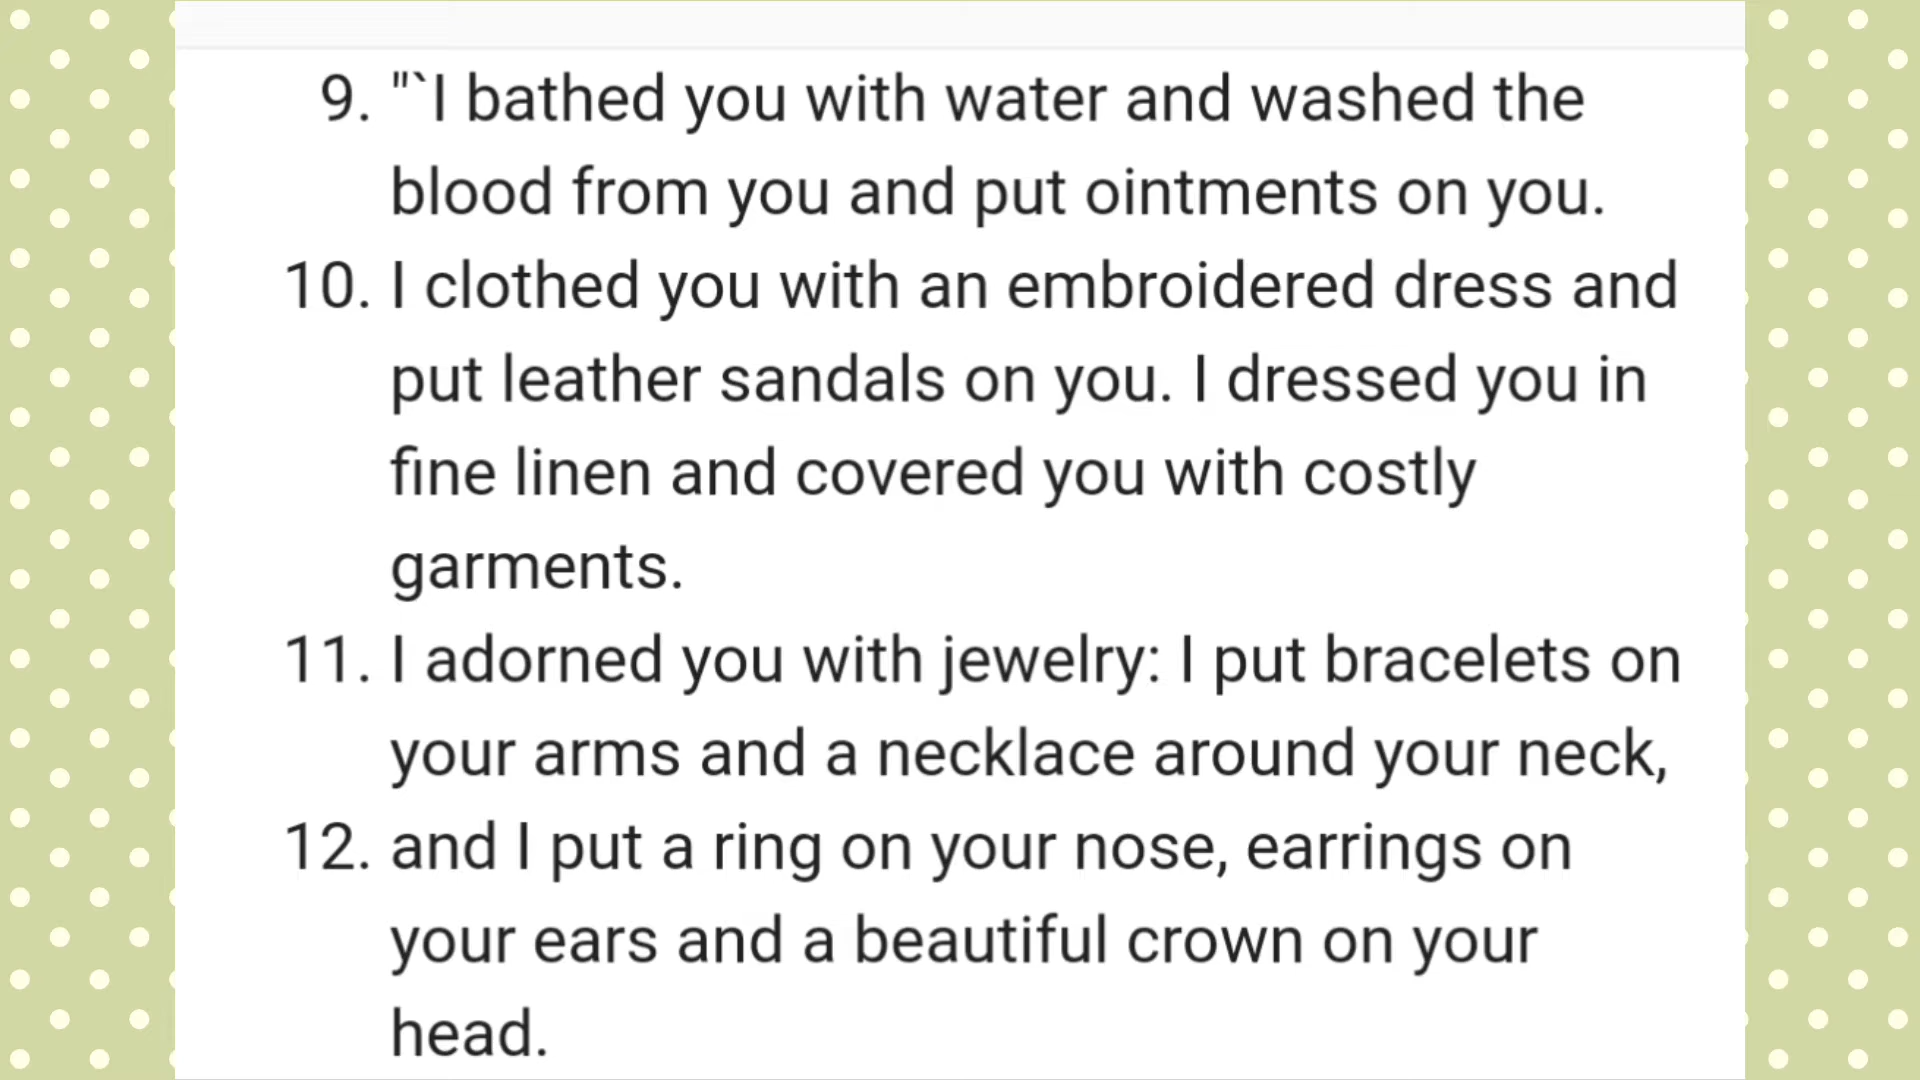 9. "`I bathed you with water and washed the
blood from you and put ointments on you.
10. I clothed you with an embroidered dress and
put leather sandals on you. I dressed you in
fine linen and covered you with costly
garments.
11. I adorned you with jewelry: I put bracelets on
your arms and a necklace around your neck,
12. and I put a ring on your nose, earrings on
your ears and a beautiful crown on your
head.